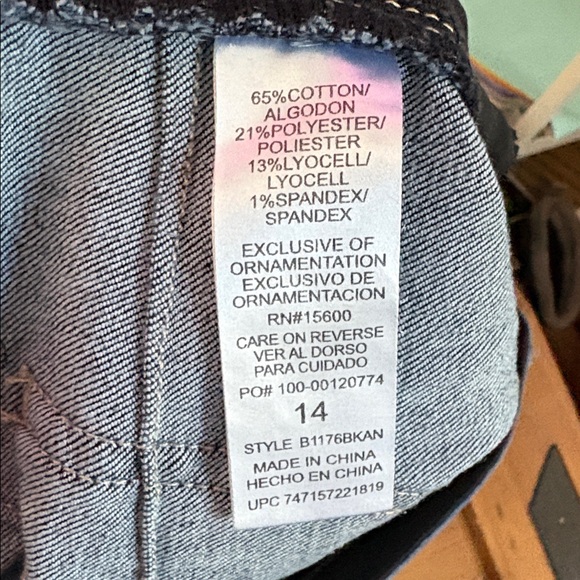 65%COTTON/
ALGODON
21%POLYESTER/
POLIESTER
13%LYOCELL/
LYOCELL
1%SPANDEX/
SPANDEX
EXCLUSIVE OF
ORNAMENTATION
EXCLUSIVO DE
ORNAMENTACION
RN#15600
CARE ON REVERSE
VER AL DORSO
PARA CUIDADO
PO# 100-00120774
14
STYLE B1176BKAN
MADE IN CHINA
HECHO EN CHINA
UPC 747157221819